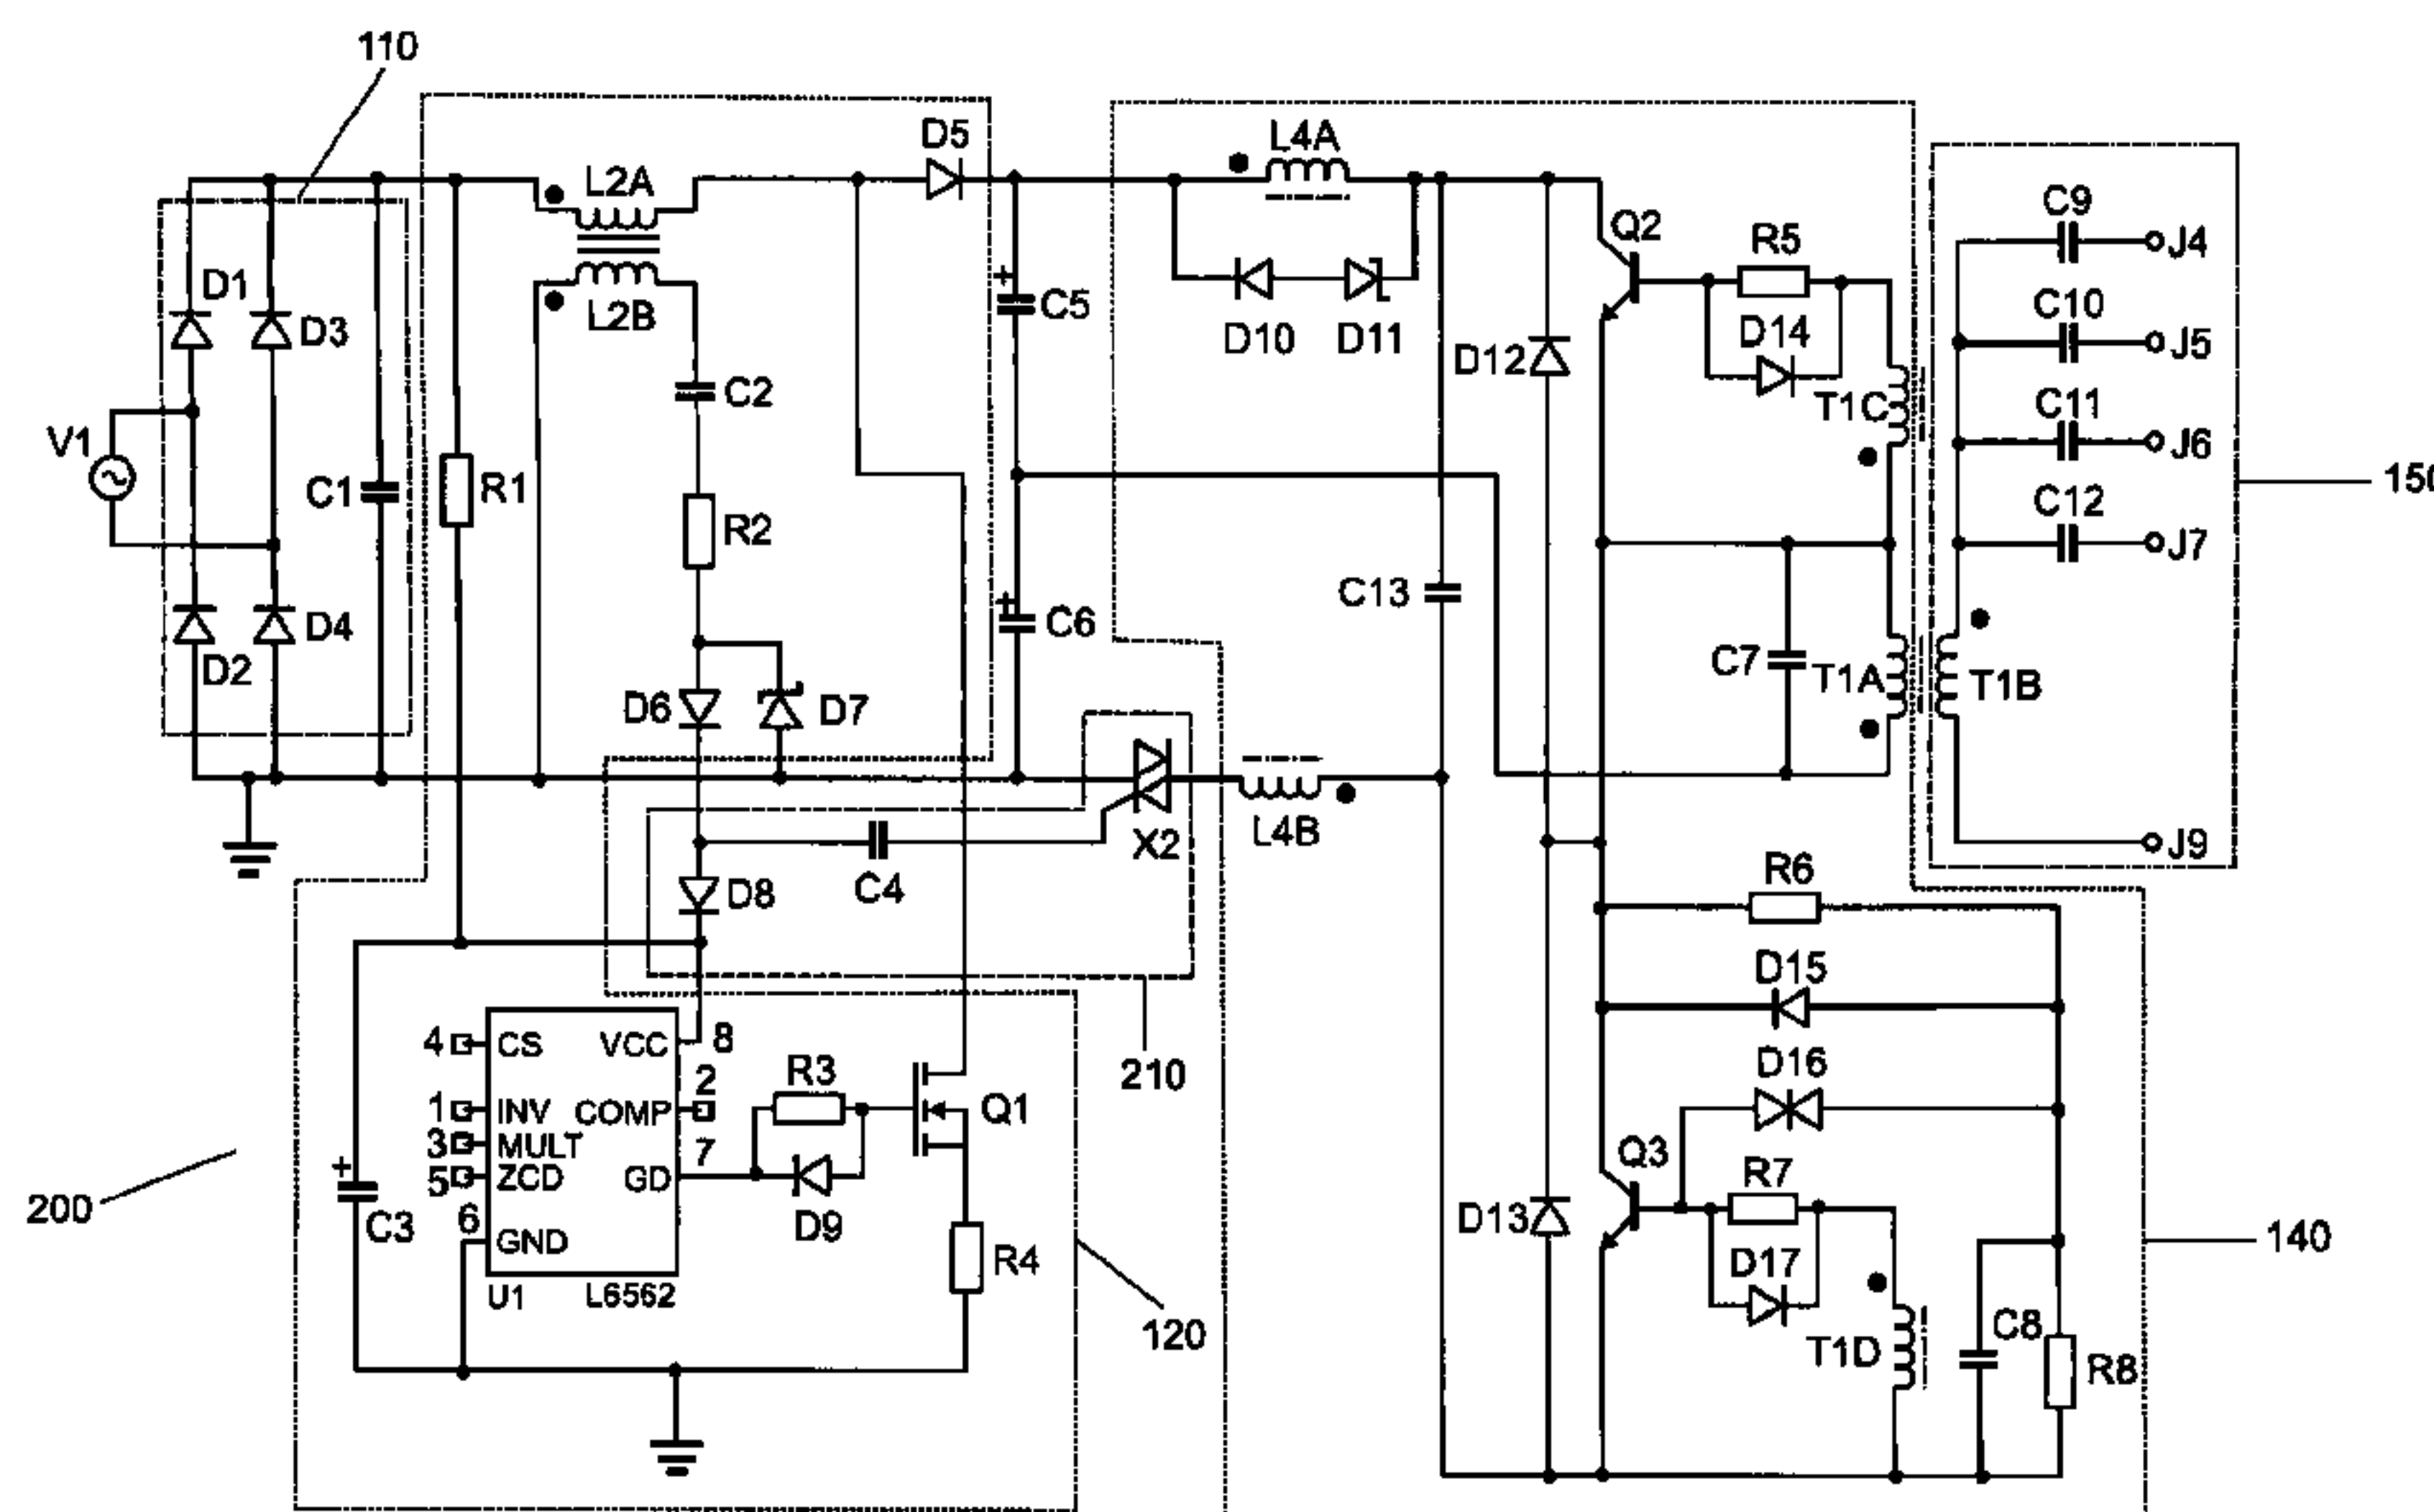 110
D5
L4A
L2A
L2B
D1
D3
C5
D10
D11
D12
Q2
R5
D14
T1C
C9
J4
C10
J5
C11
J6
C12
J7
V1
C1
R1
C2
R2
C13
C6
D2
D4
D6
D7
C7
T1A
T1B
X2
L4B
J9
D8
C4
R6
D15
D16
4
CS
VCC
8
2
1
INV
COMP
3
MULT
7
5
ZCD
GD
6
GND
U1
L6562
R3
D9
Q1
R4
210
120
200
C3
Q3
R7
D13
D17
T1D
C8
R8
140